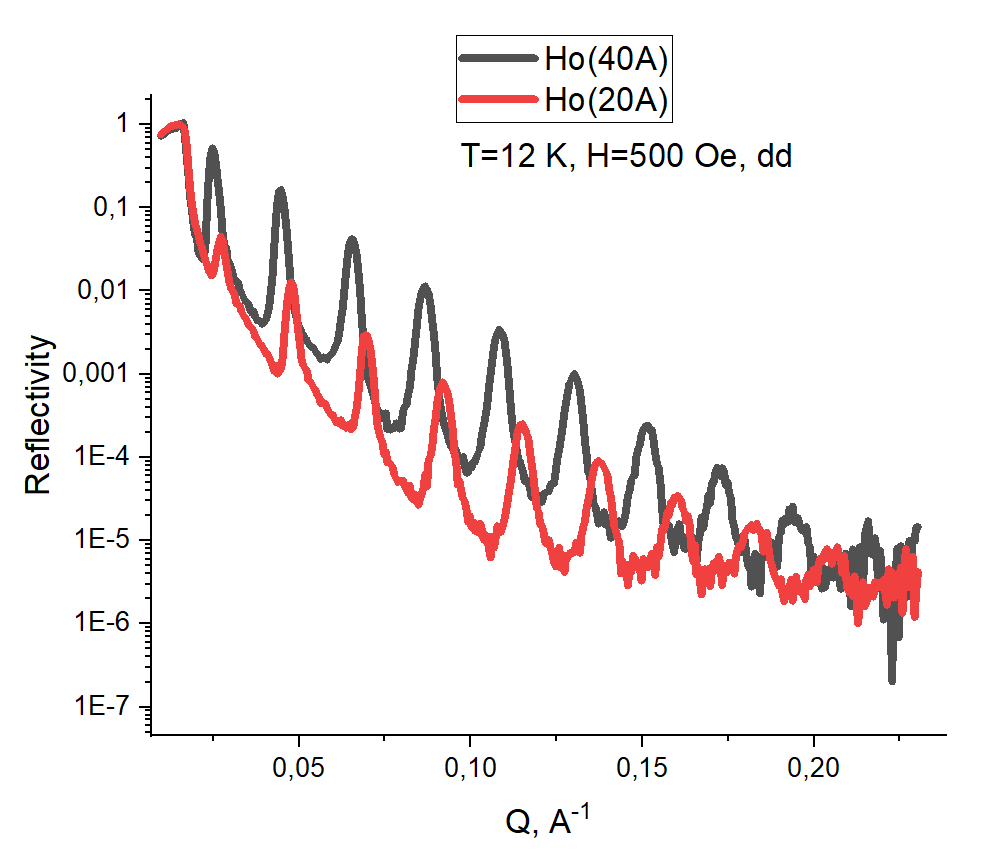 Ho(40A)
Ho(20A)
T=12 K, H=500 Oe, dd
1
0,1
0,01
0,001
1E-4
1E-5
1E-6
1E-7
Reflectivity
0,05 0,10 0,15 0,20
Q, A⁻¹